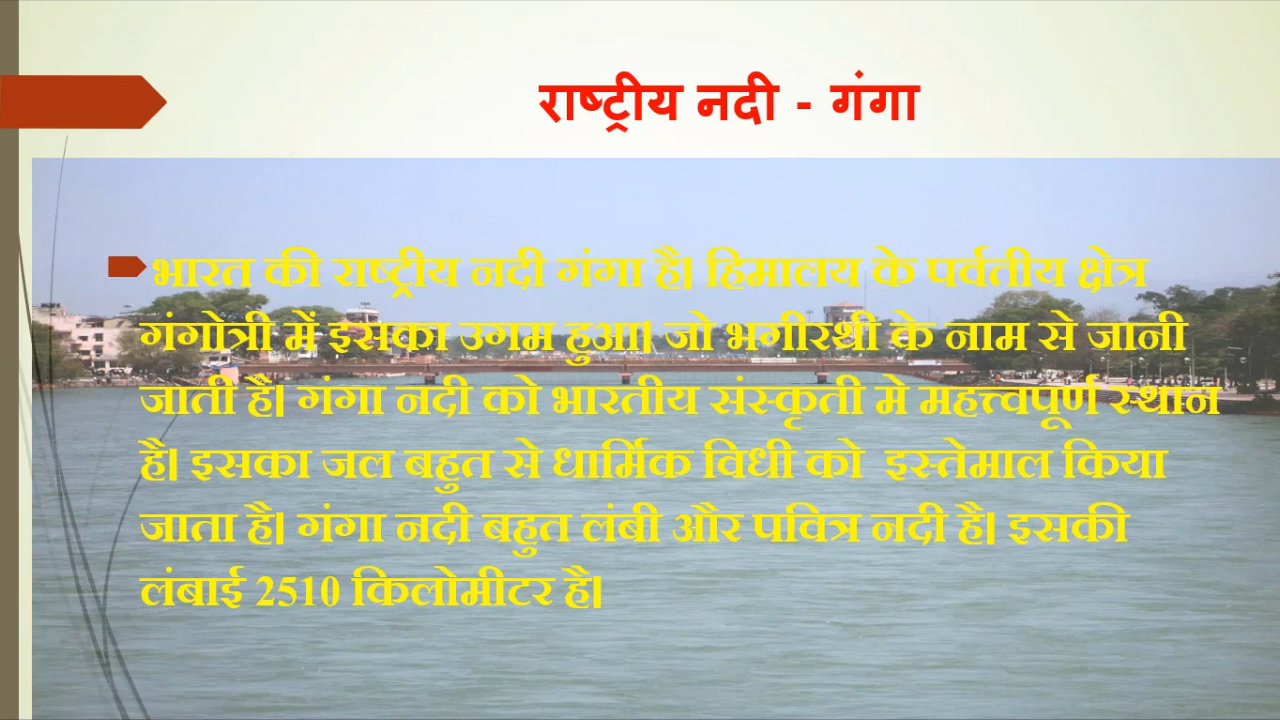 राष्ट्रीय नदी - गंगा
भारत की राष्ट्रीय नदी गंगा है। हिमालय के पर्वतीय क्षेत्र
गंगोत्री में इसका उगम हुआ। जो भगीरथी के नाम से जानी
जाती है। गंगा नदी को भारतीय संस्कृती मे महत्त्वपूर्ण स्थान
है। इसका जल बहुत से धार्मिक विधी को इस्तेमाल किया
जाता है। गंगा नदी बहुत लंबी और पवित्र नदी है। इसकी
लंबाई 2510 किलोमीटर है।